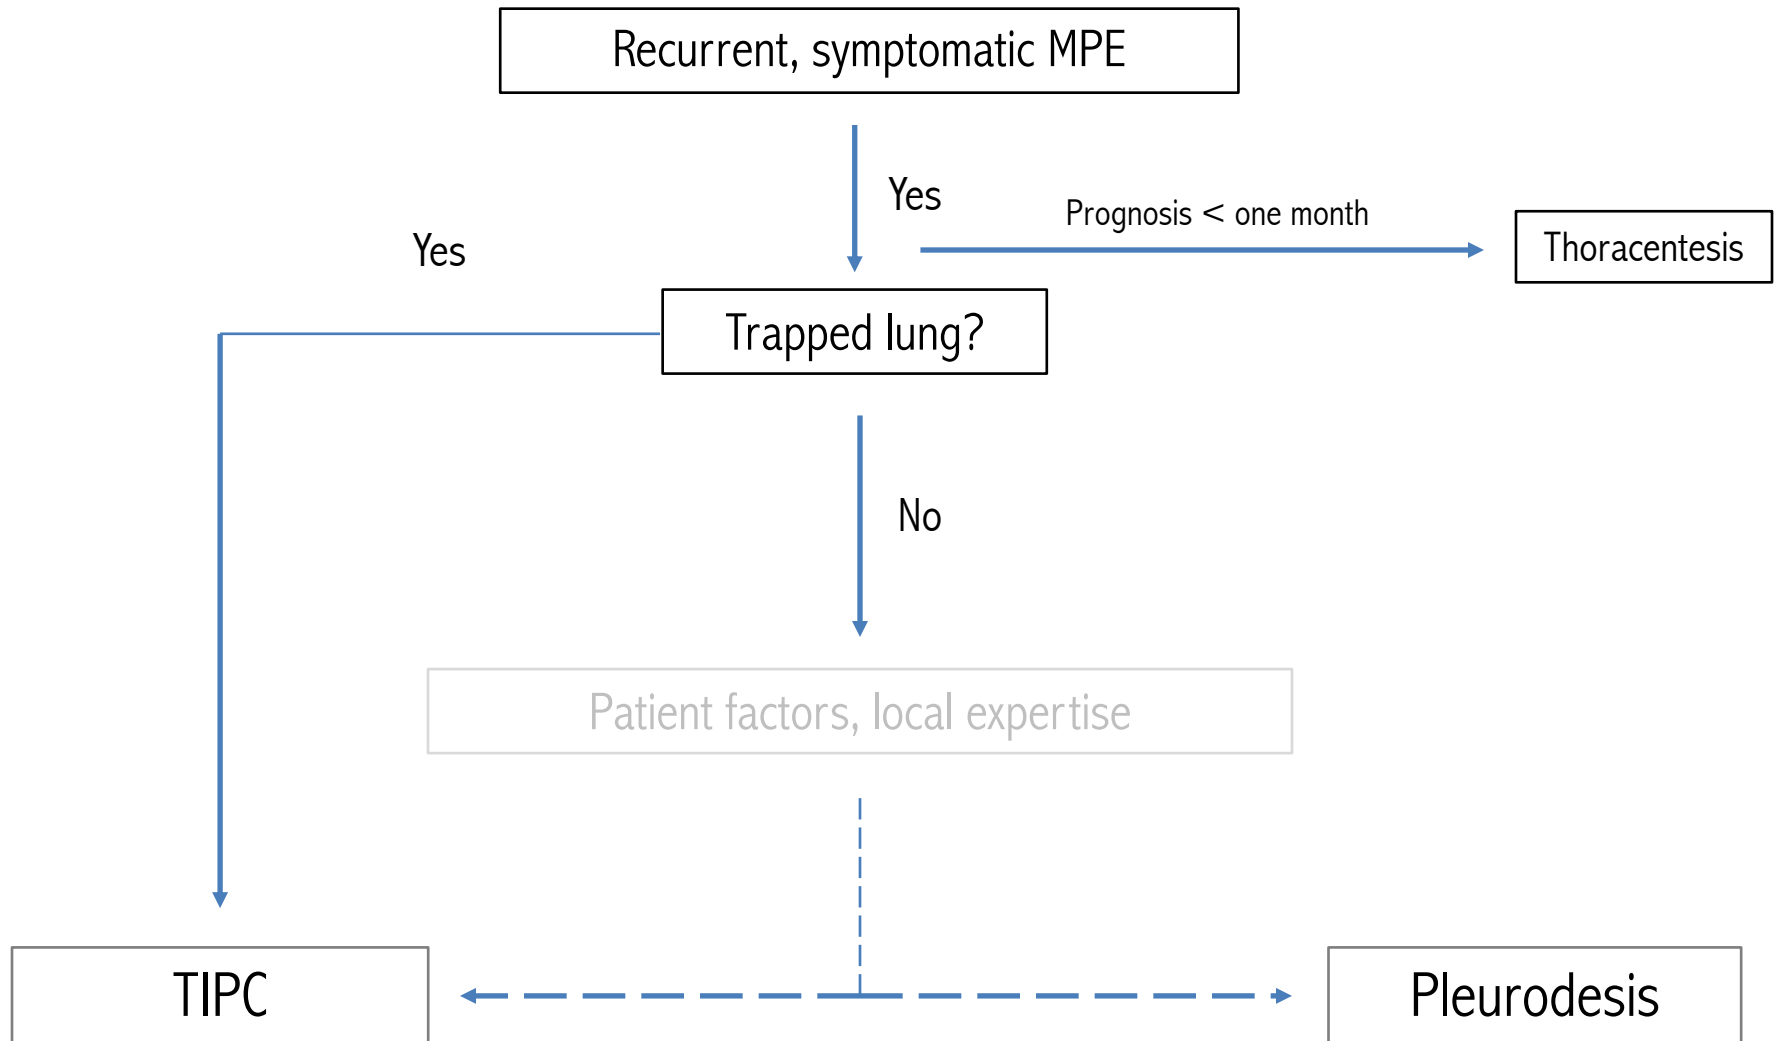 Recurrent, symptomatic MPE
Yes
Prognosis < one month
Thoracentesis
Yes
Trapped lung?
No
Patient factors, local expertise
TIPC
Pleurodesis